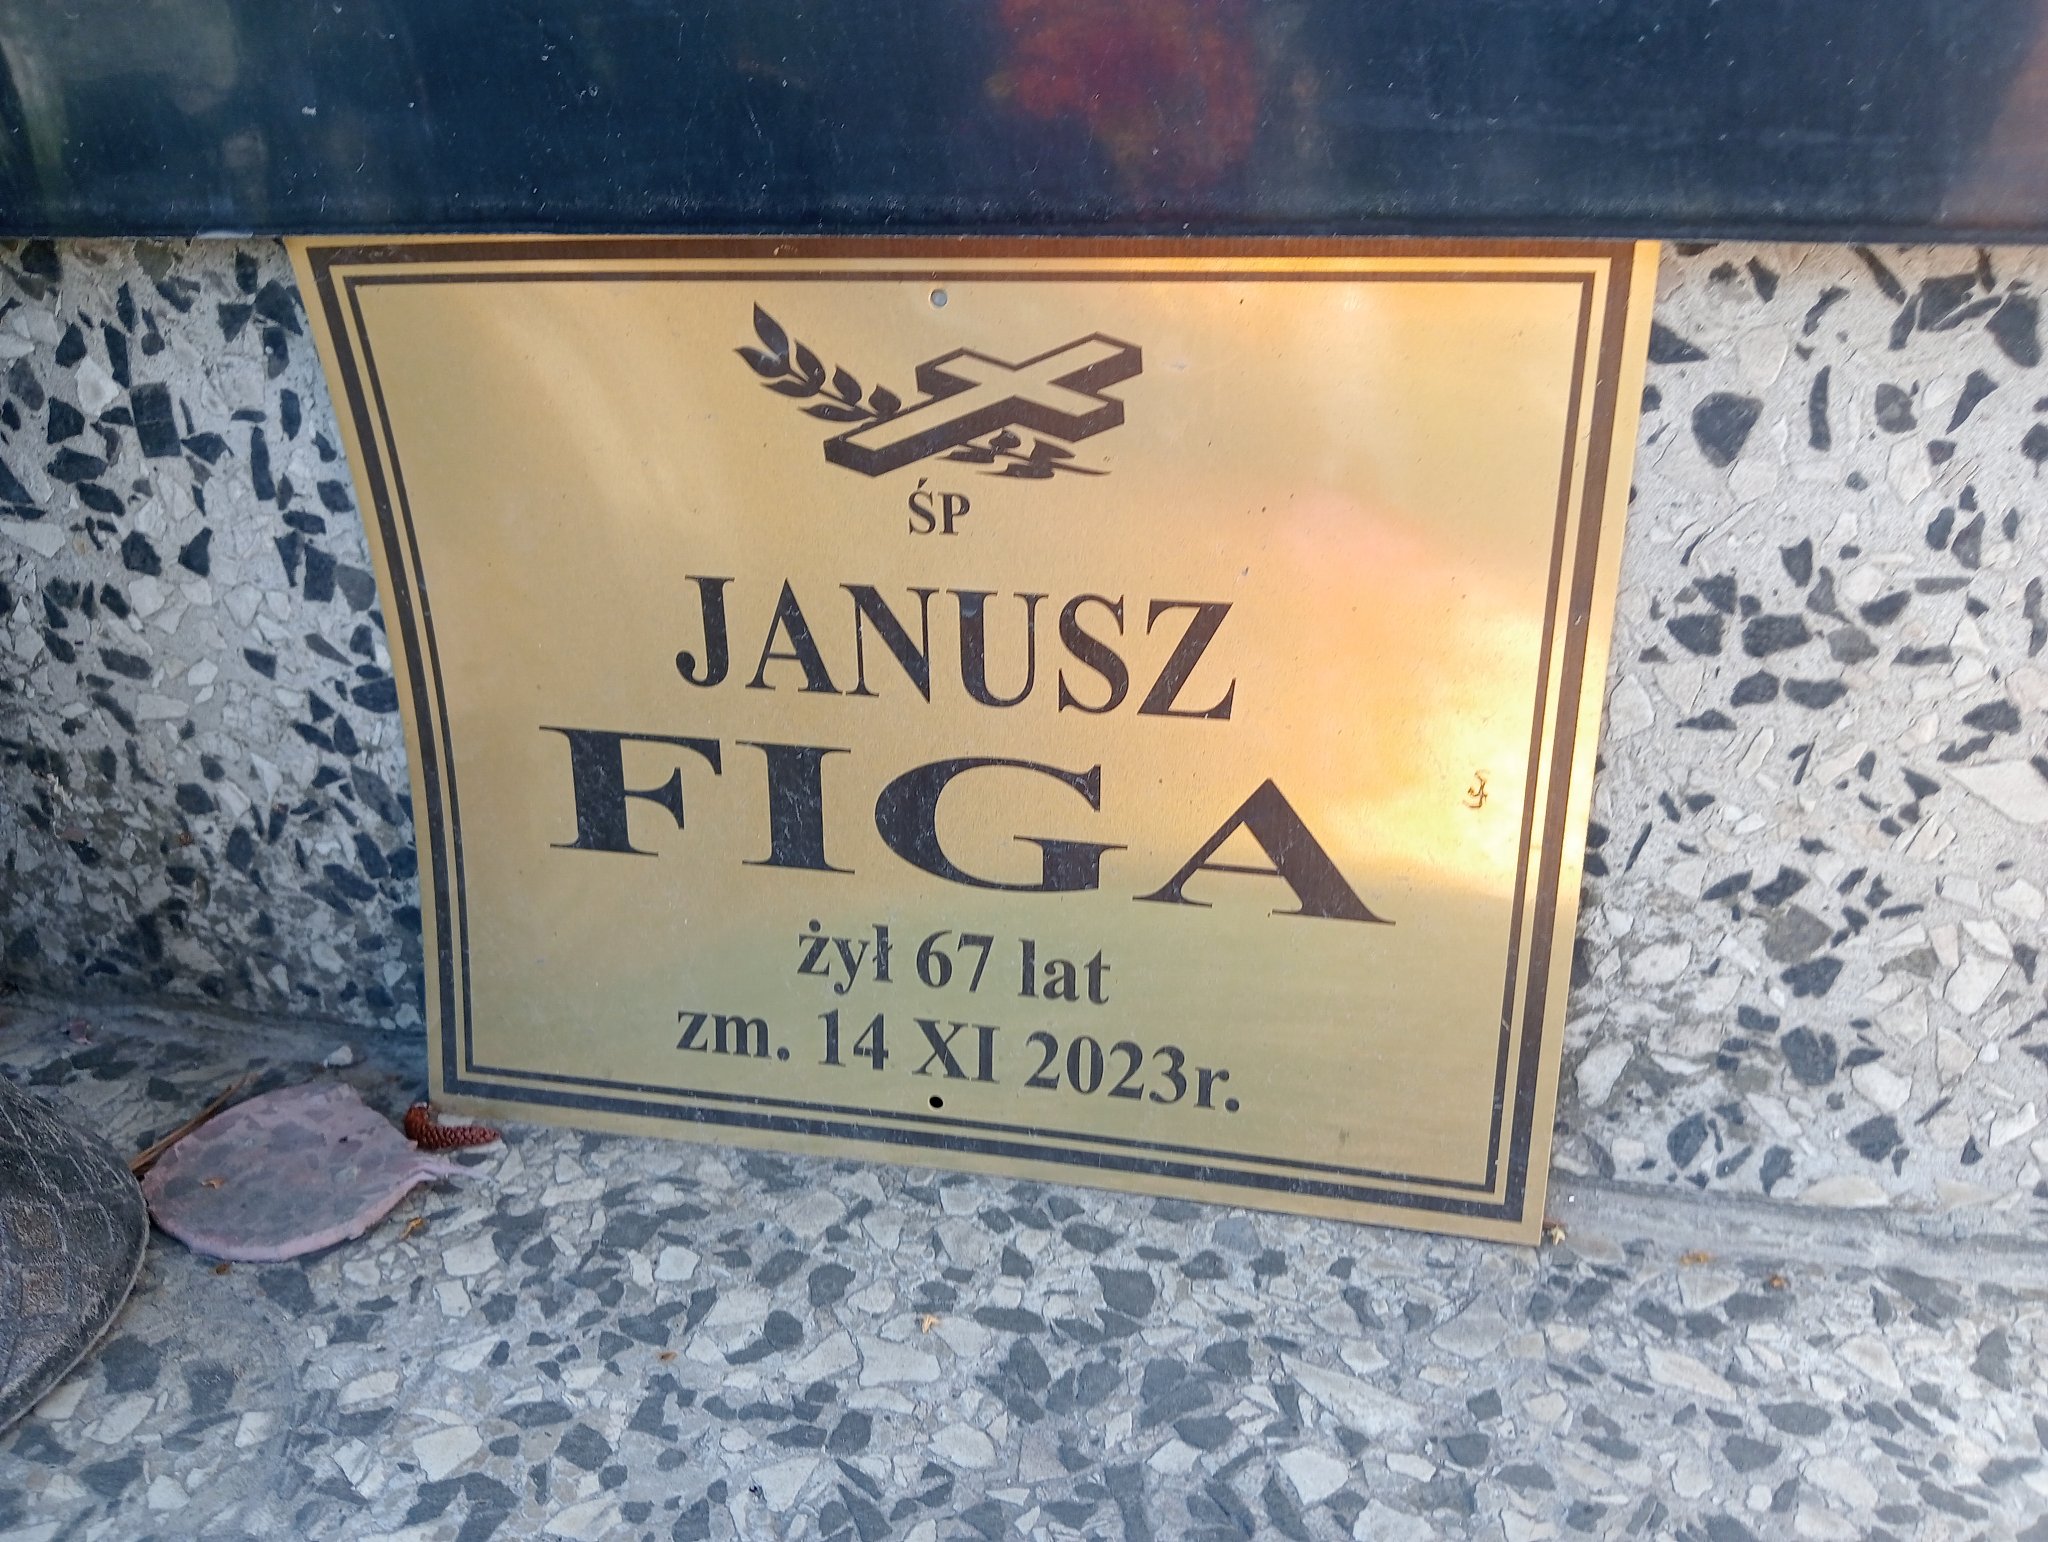 ŚP
JANUSZ
FIGA
żył 67 lat
zm. 14 XI 2023r.